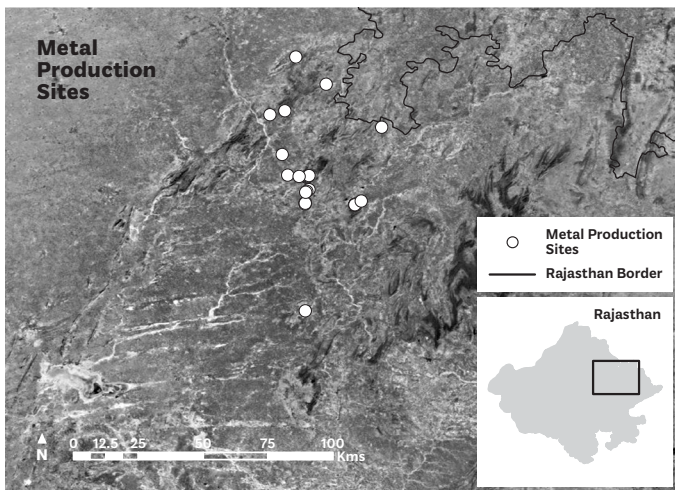 Metal
Production
Sites
Metal Production
Sites
Rajasthan Border
Rajasthan
N
0 12.5 25 50 75 100
Kms